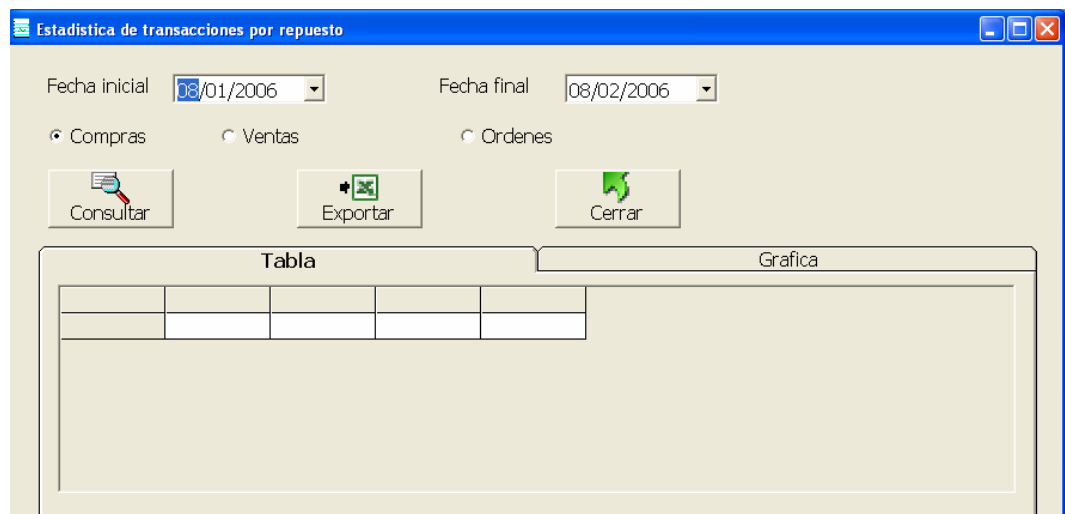 Estadistica de transacciones por repuesto
Fecha inicial 08/01/2006 Fecha final 08/02/2006
Compras Ventas Ordenes
Consultar Exportar Cerrar
Tabla Grafica